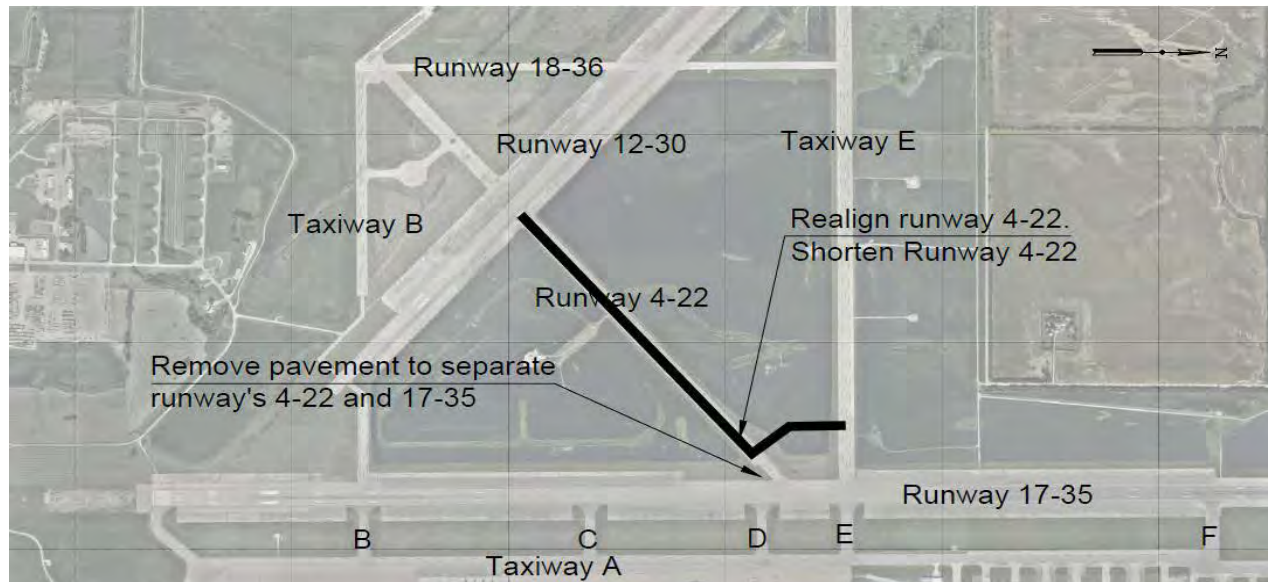 Runway 18-36
N
Runway 12-30
Taxiway E
Taxiway B
Realign runway 4-22.
Shorten Runway 4-22
Runway 4-22
Remove pavement to separate
runway's 4-22 and 17-35
Runway 17-35
B
C
D
E
F
Taxiway A